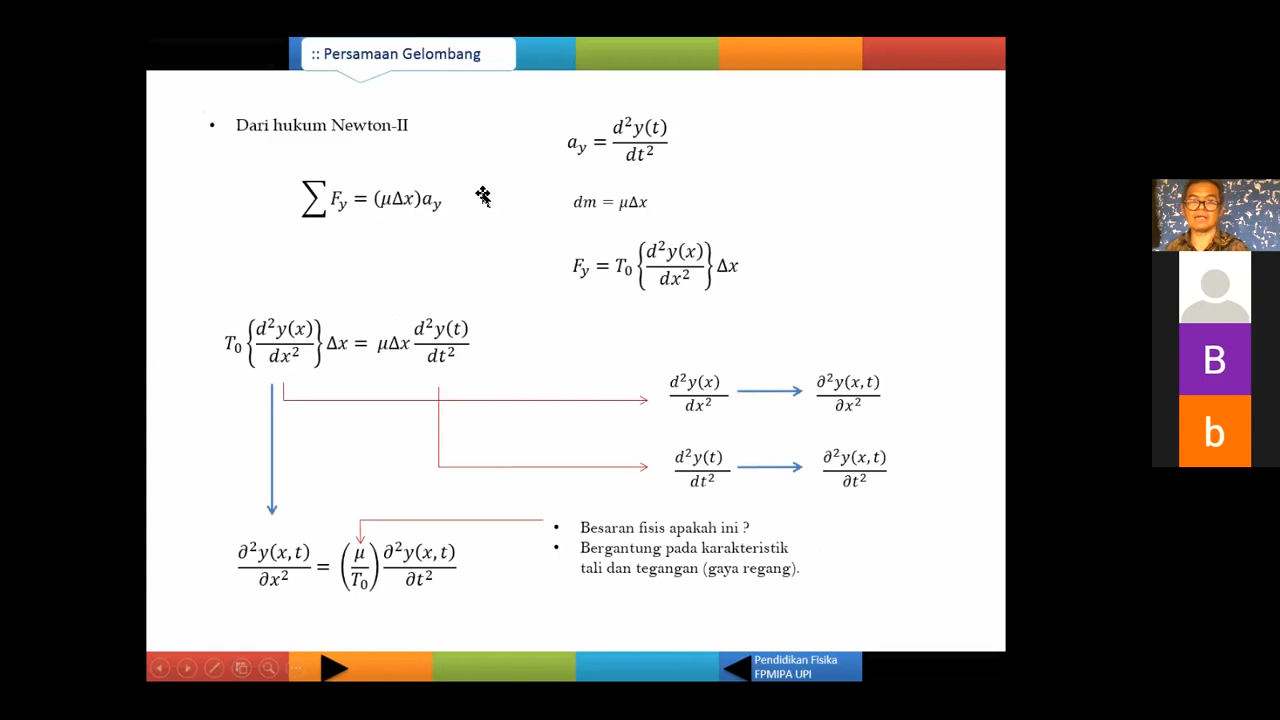 :: Persamaan Gelombang
• Dari hukum Newton-II
a_y = d²y(t)/dt²
∑ F_y = (μΔx)a_y
dm = μΔx
F_y = T₀ {d²y(x)/dx²} Δx
T₀ {d²y(x)/dx²} Δx = μΔx d²y(t)/dt²
d²y(x)/dx² → ∂²y(x,t)/∂x²
d²y(t)/dt² → ∂²y(x,t)/∂t²
∂²y(x,t)/∂x² = (μ/T₀) ∂²y(x,t)/∂t²
• Besaran fisis apakah ini ?
• Bergantung pada karakteristik
tali dan tegangan (gaya regang).
Pendidikan Fisika
FPMIPA UPI
B
b